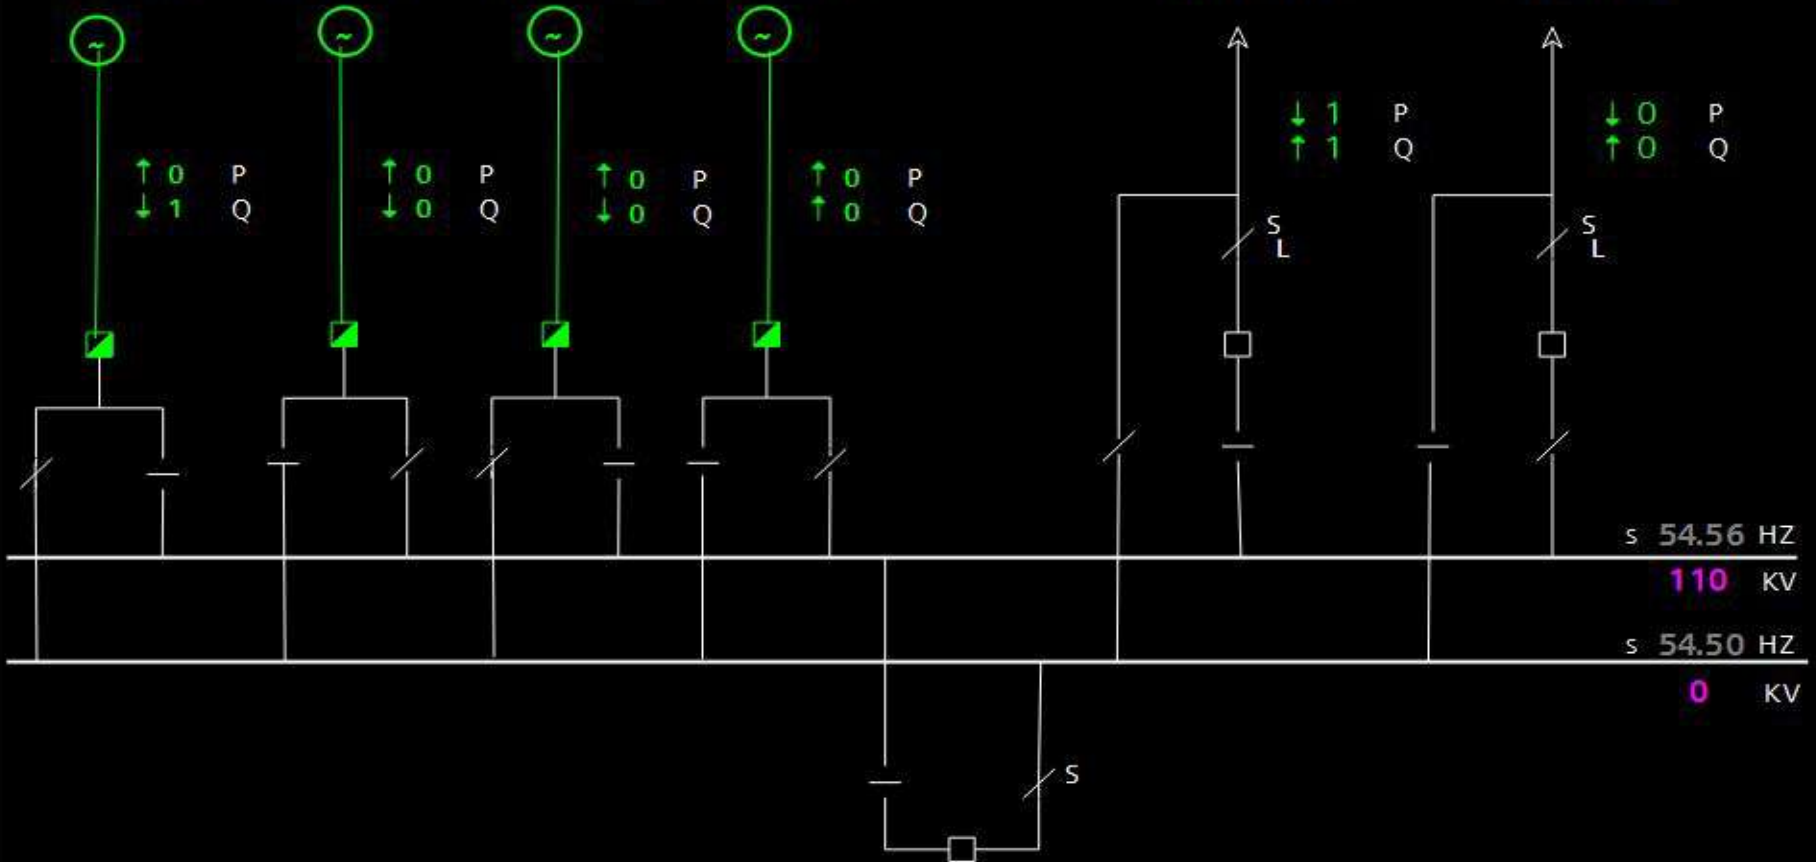 ~ ~ ~ ~
↓ 1 P
↑ 1 Q
↓ 0 P
↑ 0 Q
↑ 0 P
↓ 1 Q
↑ 0 P
↓ 0 Q
↑ 0 P
↓ 0 Q
↑ 0 P
↑ 0 Q
S
L
S
L
s 54.56 HZ
110 KV
s 54.50 HZ
0 KV
S